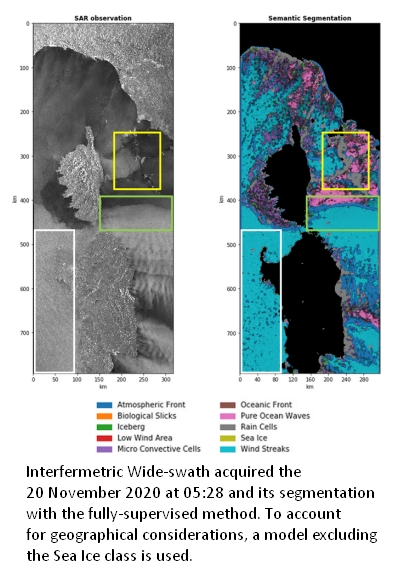 SAR observation
Semantic Segmentation
0
100
200
300
400
500
600
700
km
0 50 100 150 200 250 300
km
0
100
200
300
400
500
600
700
km
0 40 80 120 160 200 240 280
km
Atmospheric Front
Biological Slicks
Iceberg
Low Wind Area
Micro Convective Cells
Oceanic Front
Pure Ocean Waves
Rain Cells
Sea Ice
Wind Streaks
Interfermetric Wide-swath acquired the
20 November 2020 at 05:28 and its segmentation
with the fully-supervised method. To account
for geographical considerations, a model excluding
the Sea Ice class is used.